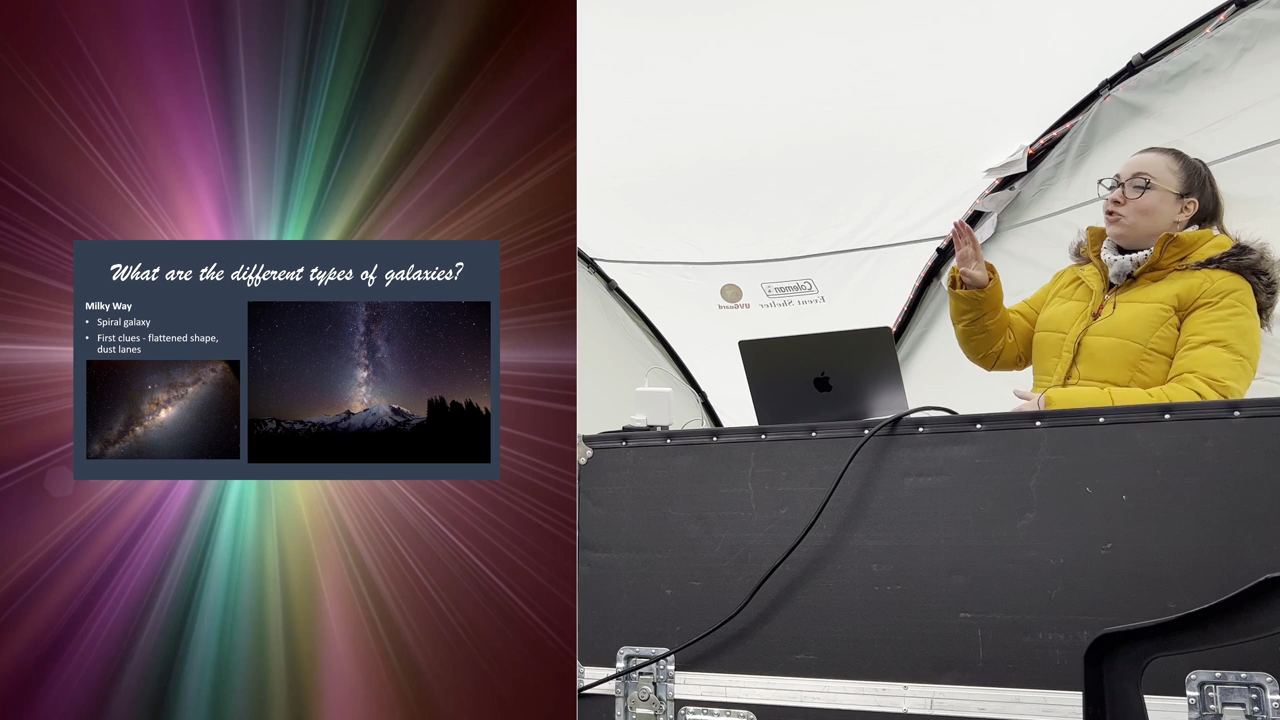 What are the different types of galaxies?
Milky Way
• Spiral galaxy
• First clues - flattened shape,
dust lanes
Coleman
UVGuard
Event Shelter